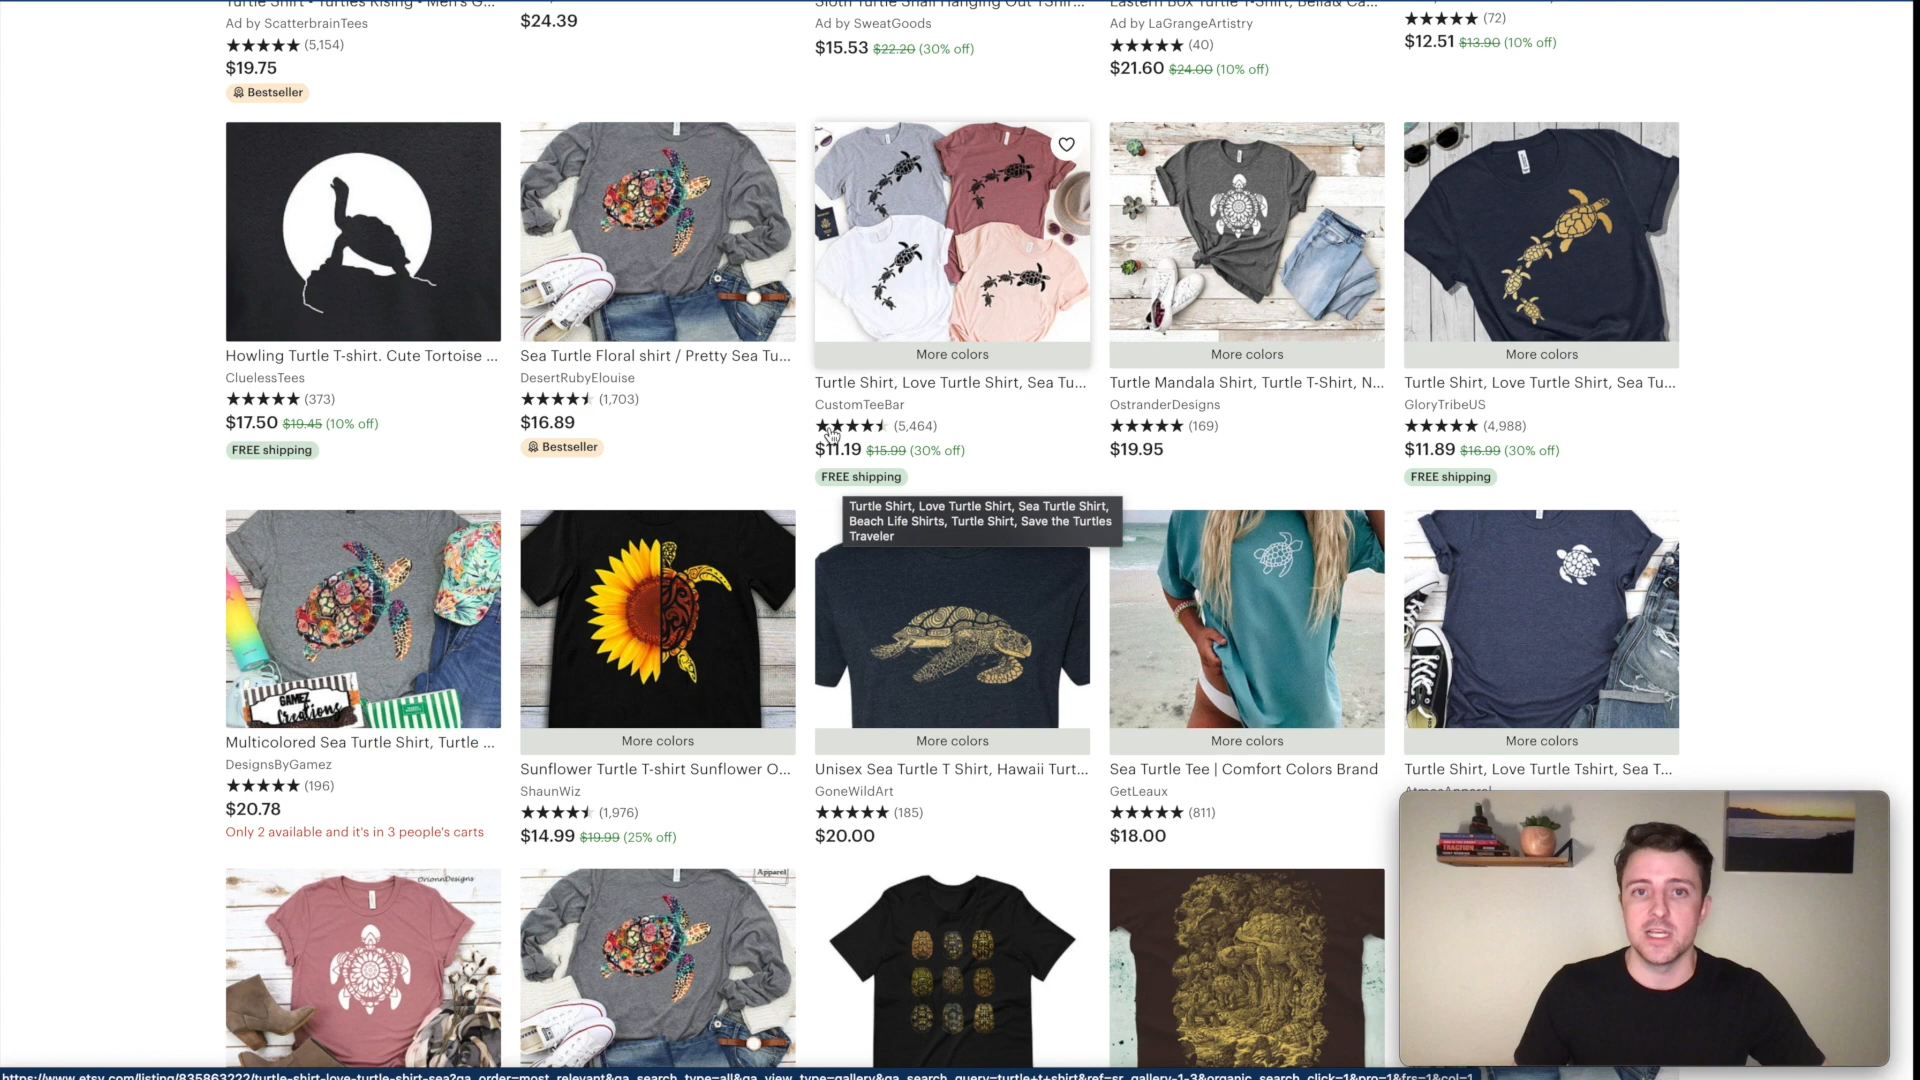 Turtle Shirt - Turtles Rising - Men's G...
Ad by ScatterbrainTees
(5,154)
$19.75
Bestseller
$24.39
Sloth Turtle Snail Hanging Out TShir...
Ad by SweatGoods
$15.53 $22.20 (30% off)
Eastern Box Turtle T-Shirt, Bella& Ca...
Ad by LaGrangeArtistry
(40)
$21.60 $24.00 (10% off)
(72)
$12.51 $13.90 (10% off)
Howling Turtle T-shirt. Cute Tortoise ...
CluelessTees
(373)
$17.50 $19.45 (10% off)
FREE shipping
Sea Turtle Floral shirt / Pretty Sea Tu...
DesertRubyElouise
(1,703)
$16.89
Bestseller
More colors
Turtle Shirt, Love Turtle Shirt, Sea Tu...
CustomTeeBar
(5,464)
$11.19 $15.99 (30% off)
FREE shipping
More colors
Turtle Mandala Shirt, Turtle T-Shirt, N...
OstranderDesigns
(169)
$19.95
More colors
Turtle Shirt, Love Turtle Shirt, Sea Tu...
GloryTribeUS
(4,988)
$11.89 $16.99 (30% off)
FREE shipping
Turtle Shirt, Love Turtle Shirt, Sea Turtle Shirt,
Beach Life Shirts, Turtle Shirt, Save the Turtles
Traveler
GAMEZ
Creations
Multicolored Sea Turtle Shirt, Turtle ...
DesignsByGamez
(196)
$20.78
Only 2 available and it's in 3 people's carts
More colors
Sunflower Turtle T-shirt Sunflower O...
ShaunWiz
(1,976)
$14.99 $19.99 (25% off)
More colors
Unisex Sea Turtle T Shirt, Hawaii Turt...
GoneWildArt
(185)
$20.00
More colors
Sea Turtle Tee | Comfort Colors Brand
GetLeaux
(811)
$18.00
More colors
Turtle Shirt, Love Turtle Tshirt, Sea T...
AtmosApparel
TRACTION
OrionnDesigns
Apparel
https://www.etsy.com/listing/835863222/turtle-shirt-love-turtle-shirt-sea?ga_order=most_relevant&ga_search_type=all&ga_view_type=gallery&ga_search_query=turtle+t+shirt&ref=sr_gallery-1-3&organic_search_click=1&pro=1&frs=1&col=1